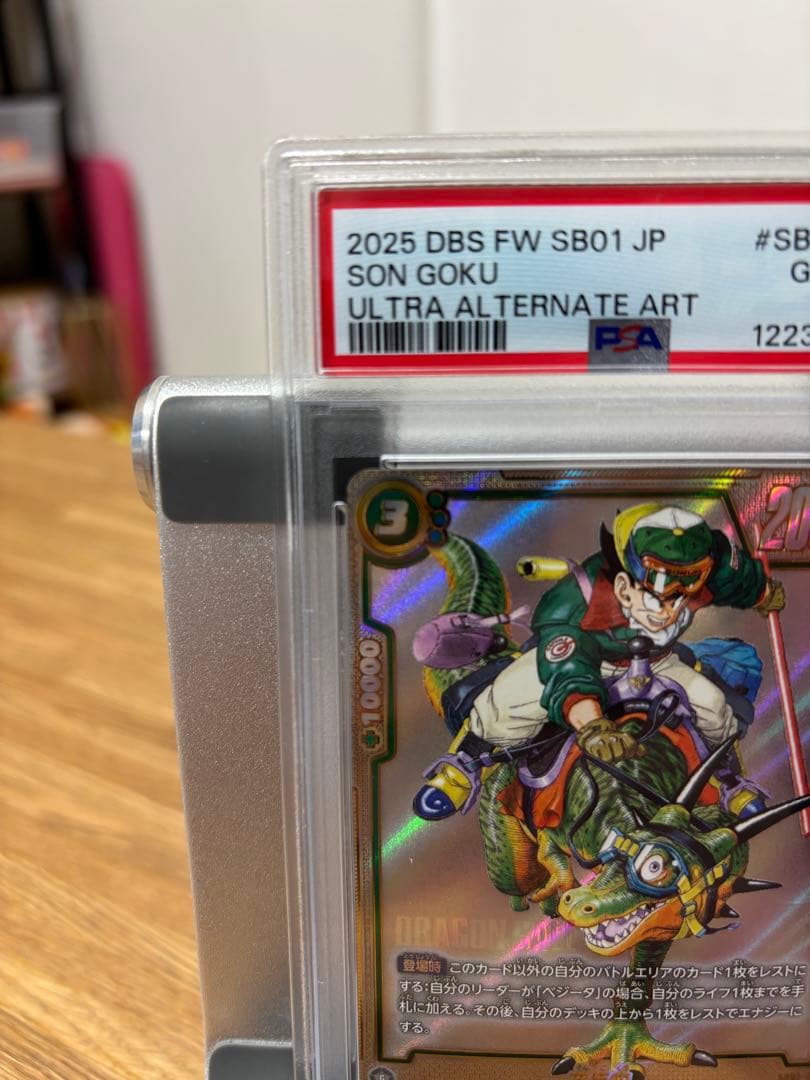 2025 DBS FW SB01 JP #SB
SON GOKU G
ULTRA ALTERNATE ART
PSA 1223
3
20
+10000
DRAGON
登場時 このカード以外の自分のバトルエリアのカード1枚をレストに
する:自分のリーダーが「ベジータ」の場合、自分のライフ1枚までを手
札に加える。その後、自分のデッキの上から1枚をレストでエナジーに
する。